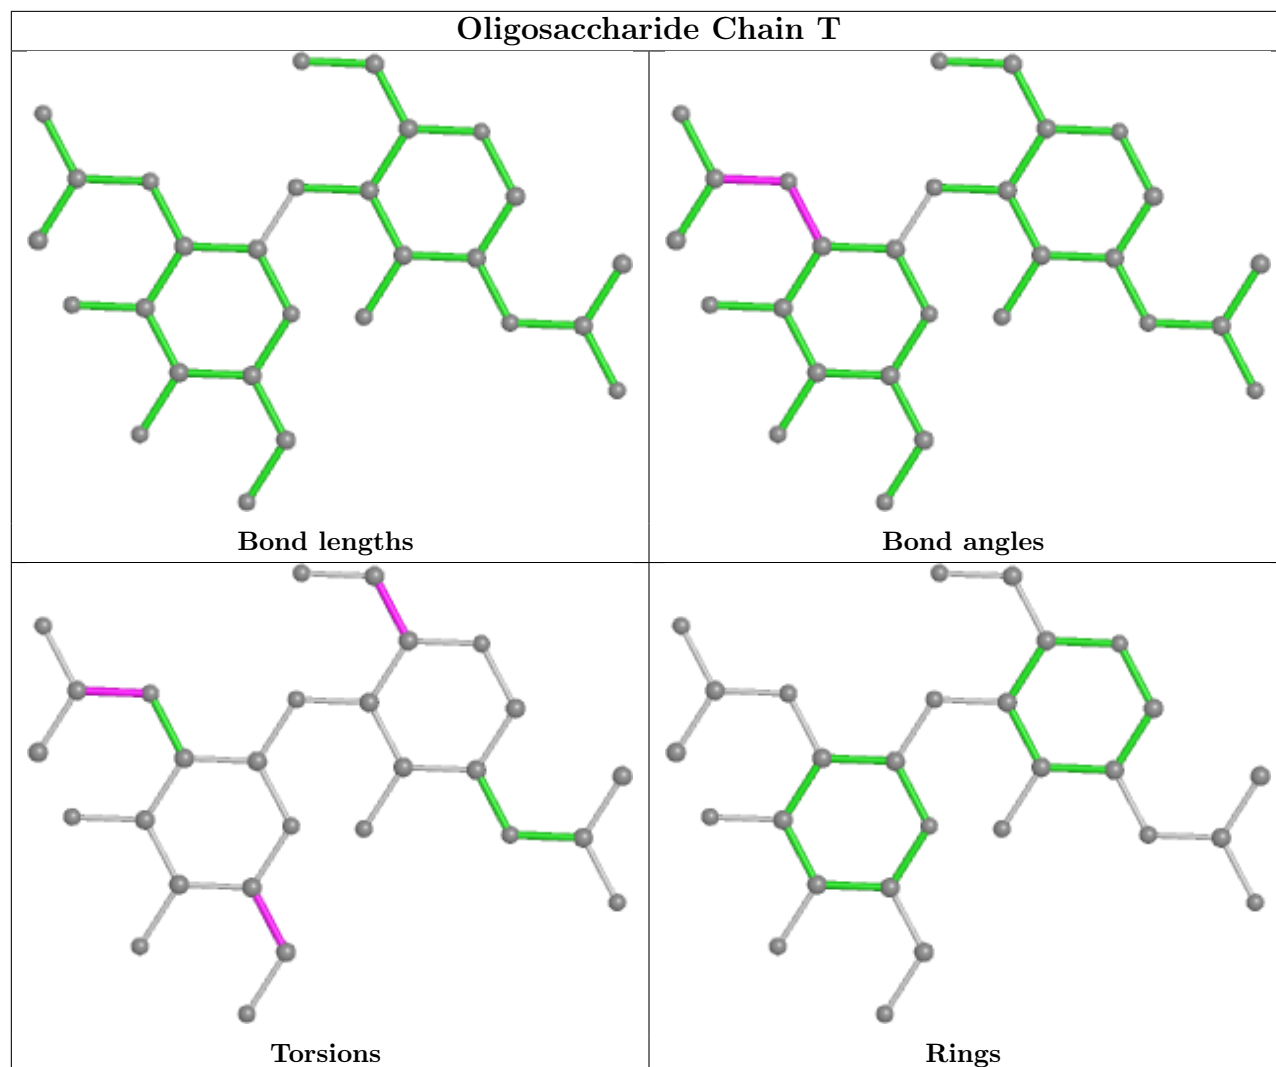 Oligosaccharide Chain T
Bond lengths
Bond angles
Torsions
Rings